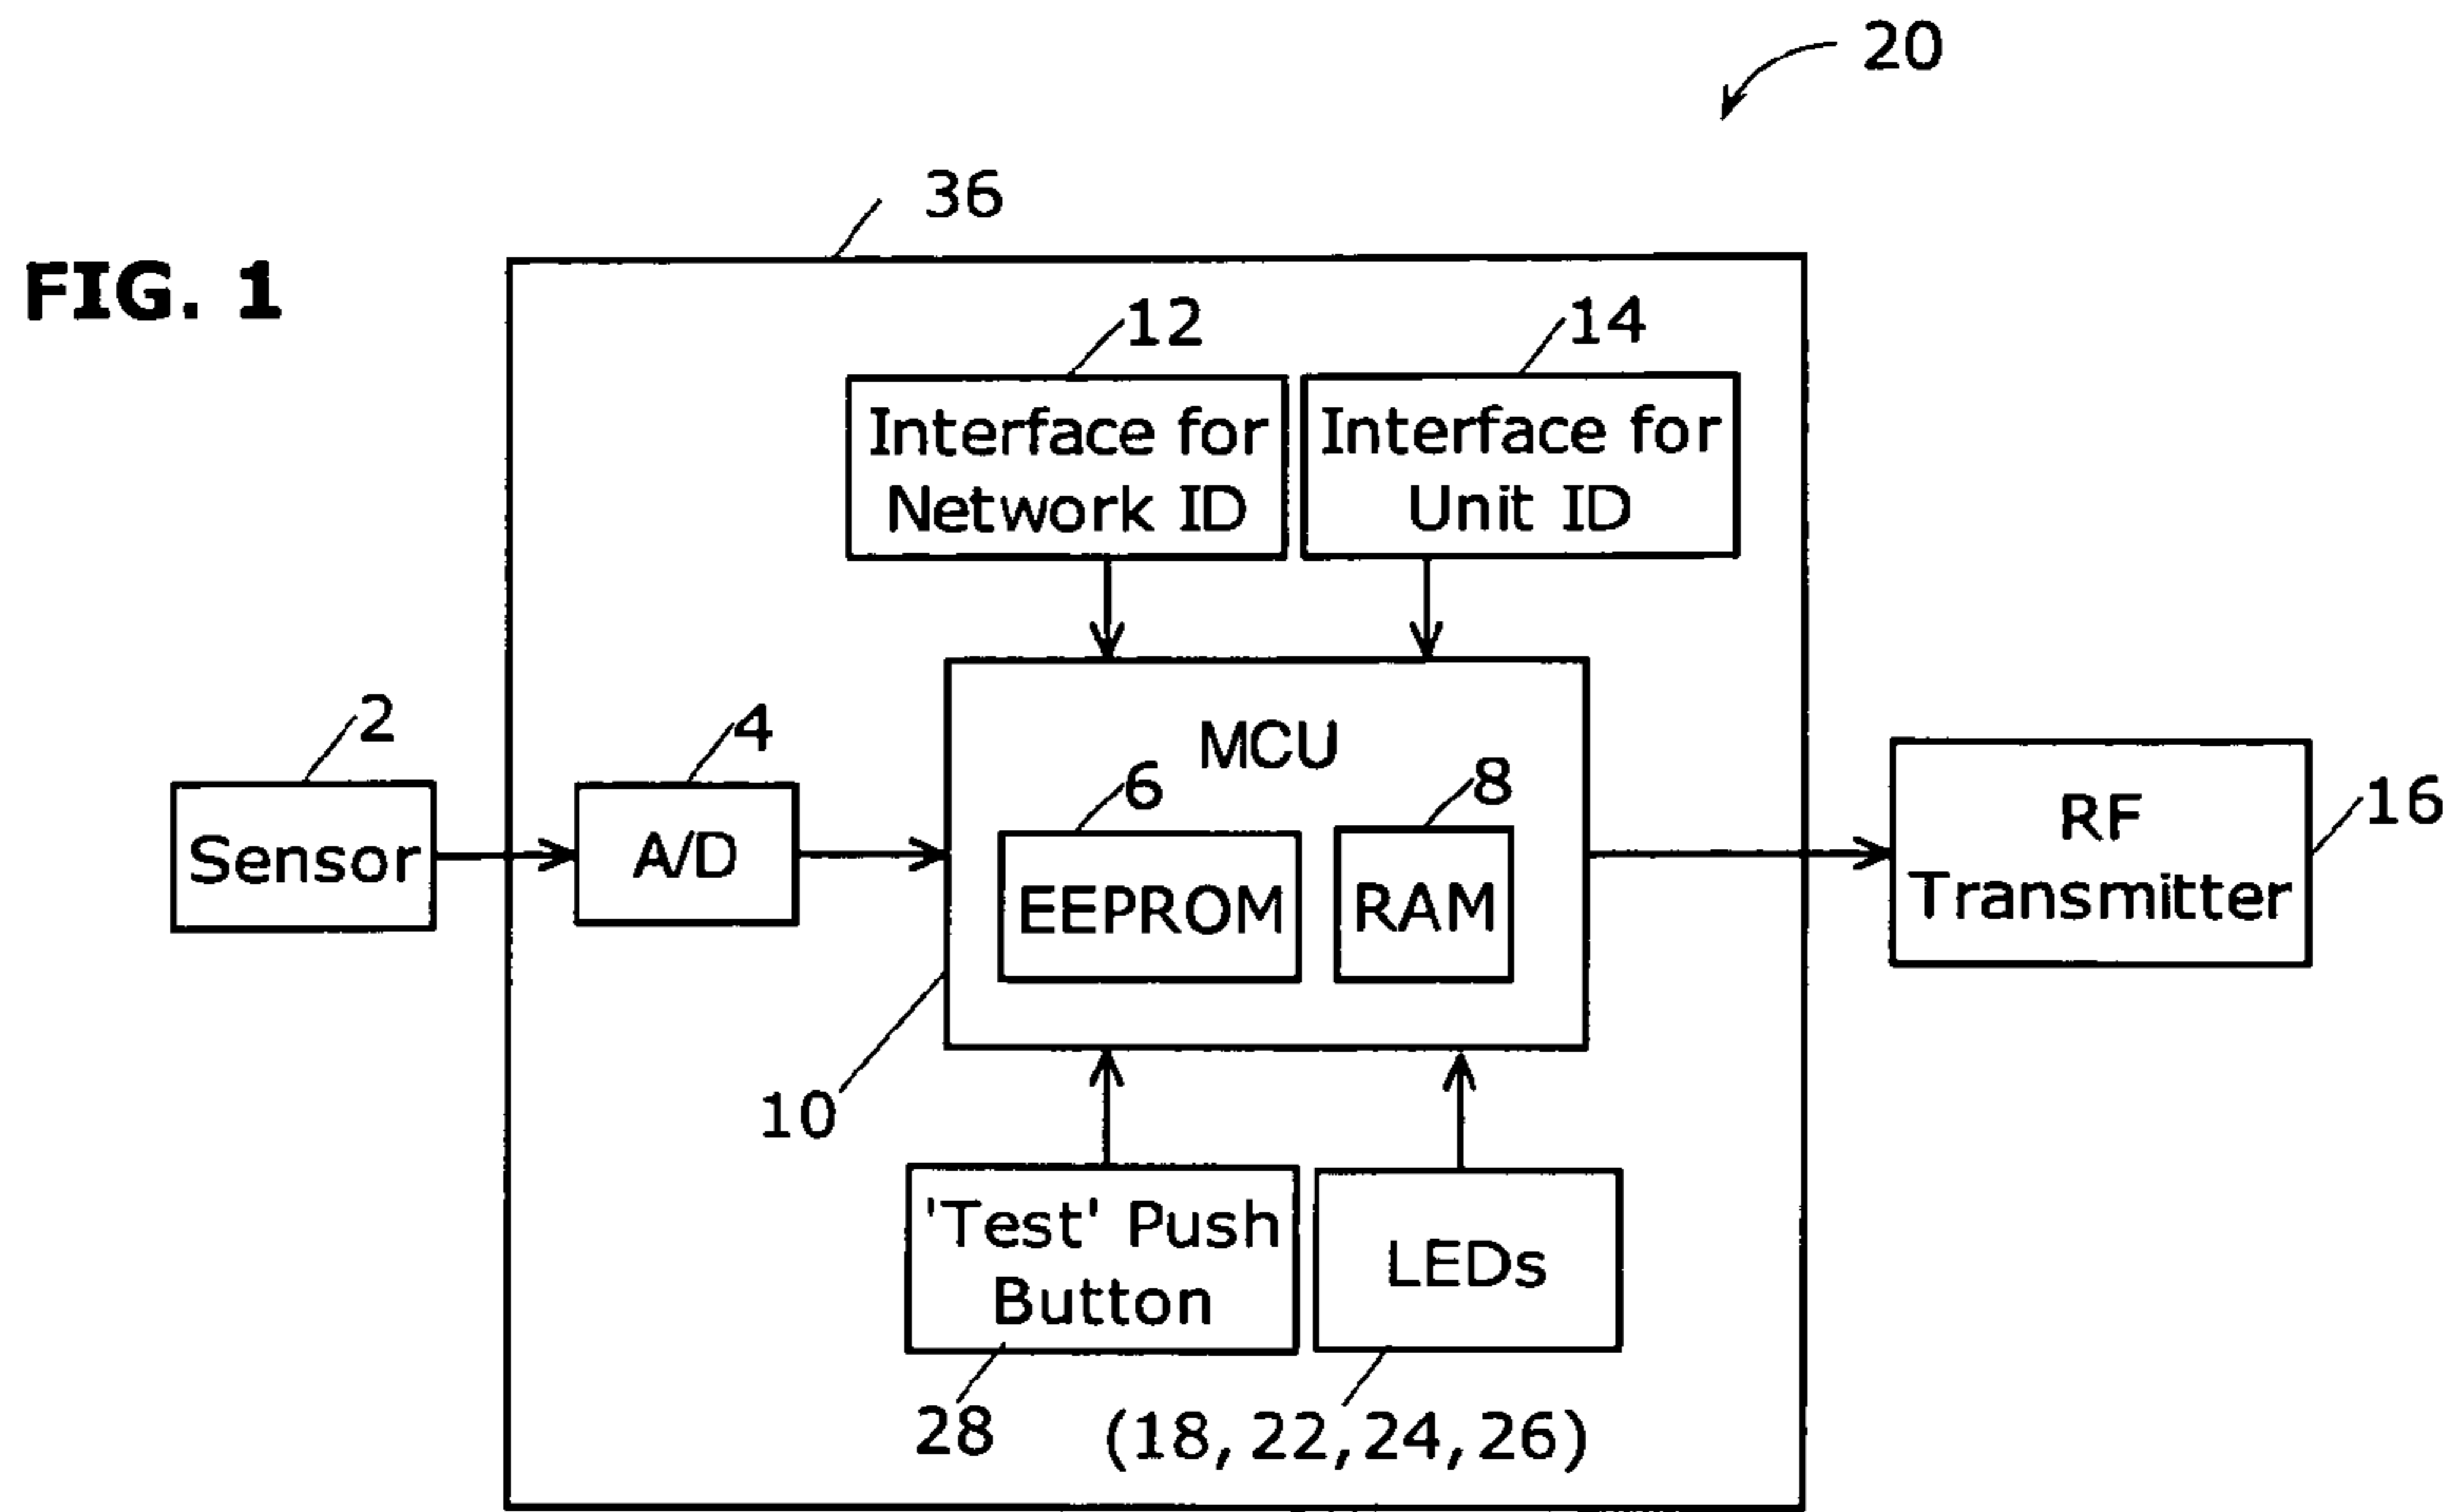 20
36
FIG. 1
12
14
Interface for
Network ID
Interface for
Unit ID
2
4
MCU
6
8
Sensor
A/D
EEPROM
RAM
RF
Transmitter
16
10
'Test' Push
Button
LEDs
28
(18, 22, 24, 26)